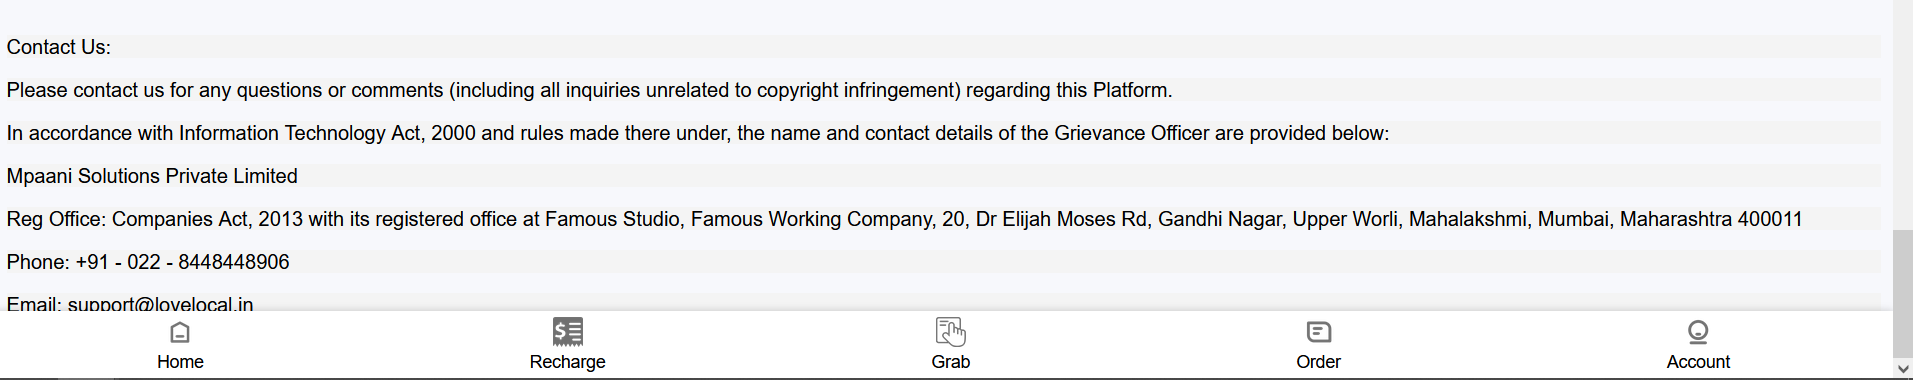 Contact Us:
Please contact us for any questions or comments (including all inquiries unrelated to copyright infringement) regarding this Platform.
In accordance with Information Technology Act, 2000 and rules made there under, the name and contact details of the Grievance Officer are provided below:
Mpaani Solutions Private Limited
Reg Office: Companies Act, 2013 with its registered office at Famous Studio, Famous Working Company, 20, Dr Elijah Moses Rd, Gandhi Nagar, Upper Worli, Mahalakshmi, Mumbai, Maharashtra 400011
Phone: +91 - 022 - 8448448906
Email: support@lovelocal.in
Home
Recharge
Grab
Order
Account